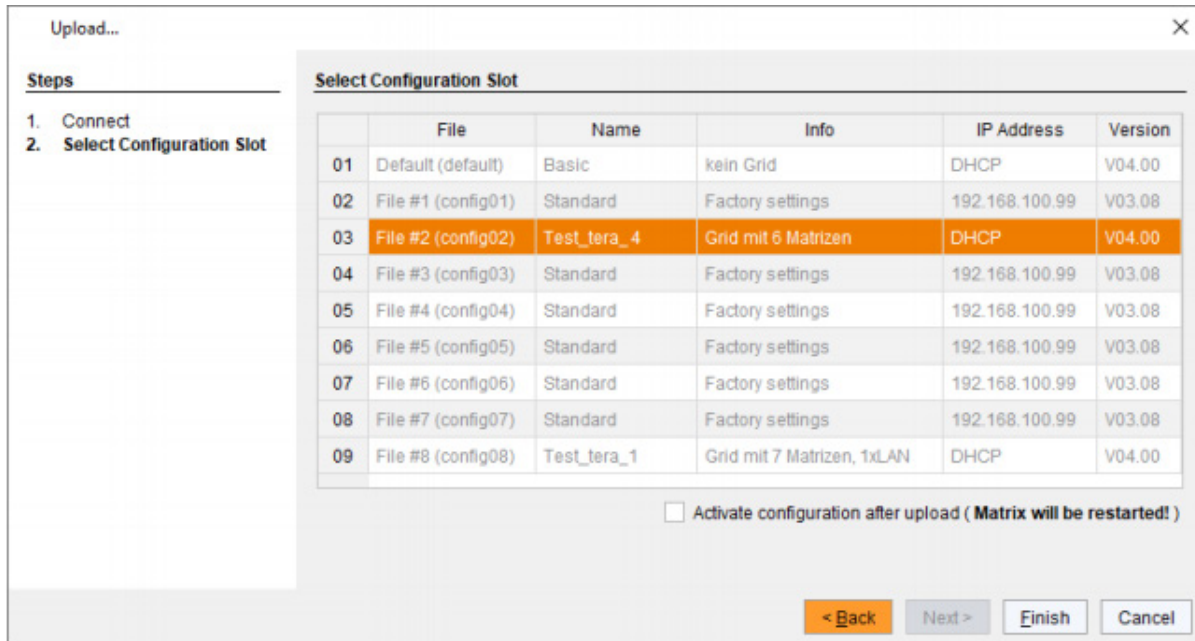 Upload...
Steps
1. Connect
2. Select Configuration Slot
Select Configuration Slot
File Name Info IP Address Version
01 Default (default) Basic kein Grid DHCP V04.00
02 File #1 (config01) Standard Factory settings 192.168.100.99 V03.08
03 File #2 (config02) Test_tera_4 Grid mit 6 Matrizen DHCP V04.00
04 File #3 (config03) Standard Factory settings 192.168.100.99 V03.08
05 File #4 (config04) Standard Factory settings 192.168.100.99 V03.08
06 File #5 (config05) Standard Factory settings 192.168.100.99 V03.08
07 File #6 (config06) Standard Factory settings 192.168.100.99 V03.08
08 File #7 (config07) Standard Factory settings 192.168.100.99 V03.08
09 File #8 (config08) Test_tera_1 Grid mit 7 Matrizen, 1xLAN DHCP V04.00
Activate configuration after upload ( Matrix will be restarted! )
< Back Next > Finish Cancel